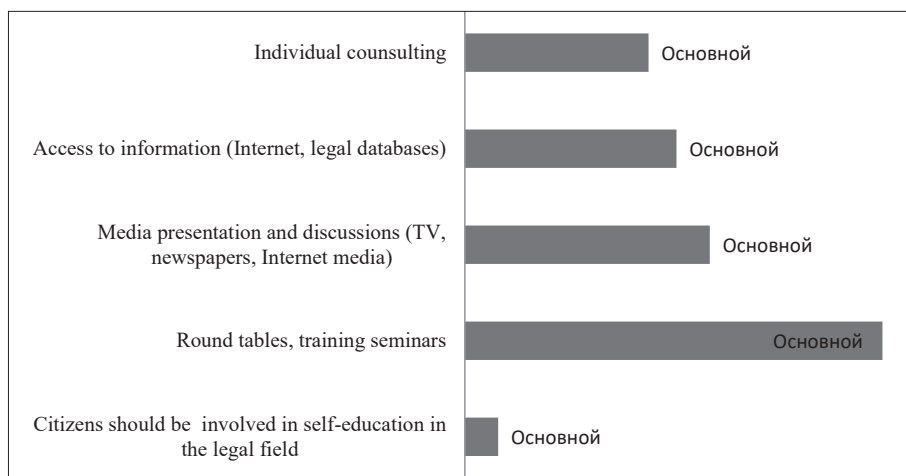 Individual counsulting
Основной
Access to information (Internet, legal databases)
Основной
Media presentation and discussions (TV,
newspapers, Internet media)
Основной
Round tables, training seminars
Основной
Citizens should be involved in self-education in
the legal field
Основной